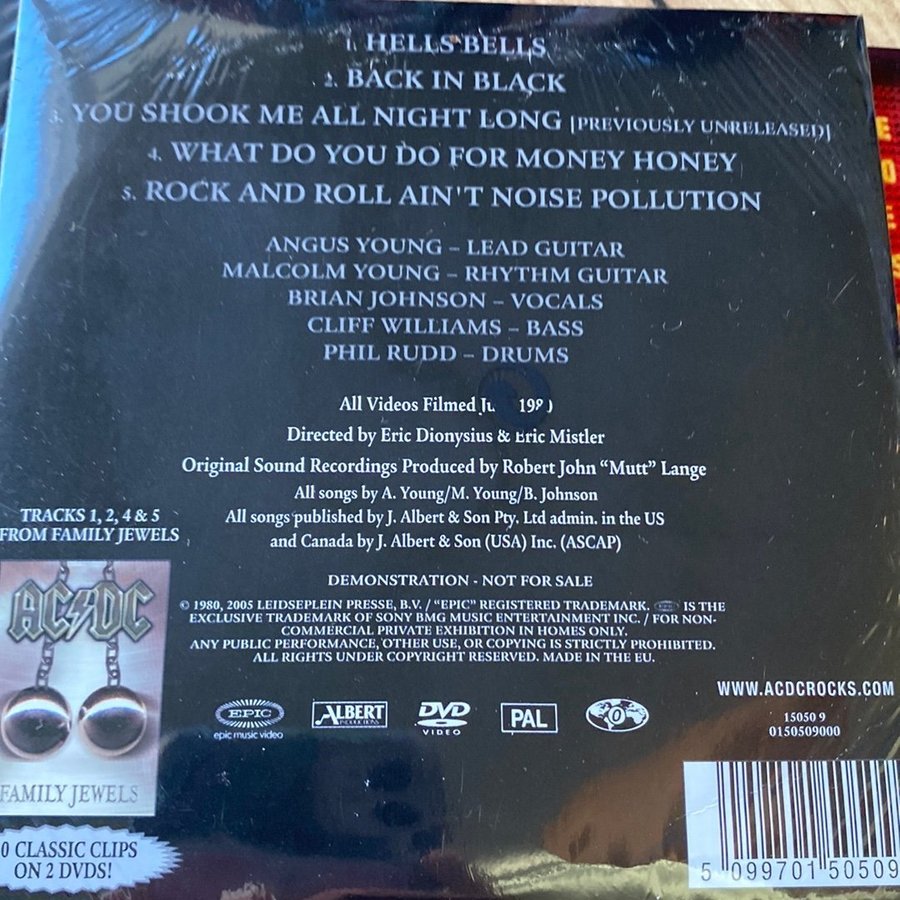 1. HELLS BELLS
2. BACK IN BLACK
3. YOU SHOOK ME ALL NIGHT LONG [PREVIOUSLY UNRELEASED]
4. WHAT DO YOU DO FOR MONEY HONEY
5. ROCK AND ROLL AIN'T NOISE POLLUTION
ANGUS YOUNG – LEAD GUITAR
MALCOLM YOUNG – RHYTHM GUITAR
BRIAN JOHNSON – VOCALS
CLIFF WILLIAMS – BASS
PHIL RUDD – DRUMS
All Videos Filmed
Directed by Eric Dionysius & Eric Mistler
Original Sound Recordings Produced by Robert John “Mutt” Lange
All songs by A. Young/M. Young/B. Johnson
All songs published by J. Albert & Son Pty. Ltd admin. in the US
and Canada by J. Albert & Son (USA) Inc. (ASCAP)
TRACKS 1, 2, 4 & 5
FROM FAMILY JEWELS
AC/DC
FAMILY JEWELS
0 CLASSIC CLIPS
ON 2 DVDS!
DEMONSTRATION - NOT FOR SALE
© 1980, 2005 LEIDSEPLEIN PRESSE, B.V. / “EPIC” REGISTERED TRADEMARK. EPIC IS THE
EXCLUSIVE TRADEMARK OF SONY BMG MUSIC ENTERTAINMENT INC. / FOR NON-
COMMERCIAL PRIVATE EXHIBITION IN HOMES ONLY.
ANY PUBLIC PERFORMANCE, OTHER USE, OR COPYING IS STRICTLY PROHIBITED.
ALL RIGHTS UNDER COPYRIGHT RESERVED. MADE IN THE EU.
EPIC
epic music video
ALBERT
PRODUCTIONS
DVD
VIDEO
PAL
WWW.ACDCROCKS.COM
15050 9
0150509000
5 099701 50509